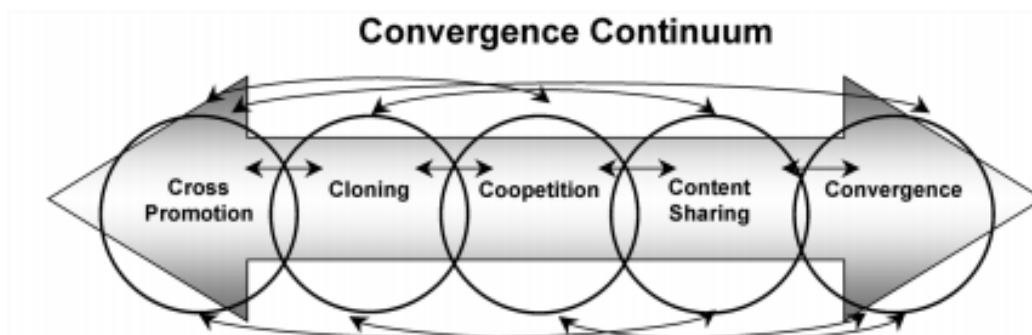 Convergence Continuum
Cross
Promotion
Cloning
Coopetition
Content
Sharing
Convergence